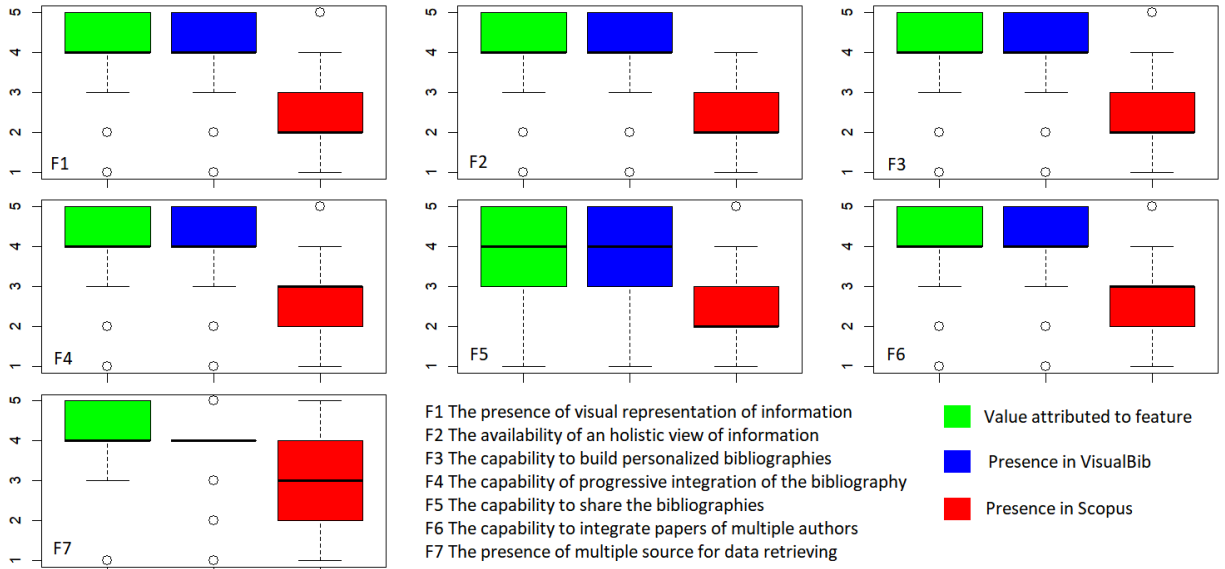 5
4
3
2
1
F1
5
4
3
2
1
F2
5
4
3
2
1
F3
5
4
3
2
1
F4
5
4
3
2
1
F5
5
4
3
2
1
F6
5
4
3
2
1
F7
F1 The presence of visual representation of information
F2 The availability of an holistic view of information
F3 The capability to build personalized bibliographies
F4 The capability of progressive integration of the bibliography
F5 The capability to share the bibliographies
F6 The capability to integrate papers of multiple authors
F7 The presence of multiple source for data retrieving
Value attributed to feature
Presence in VisualBib
Presence in Scopus